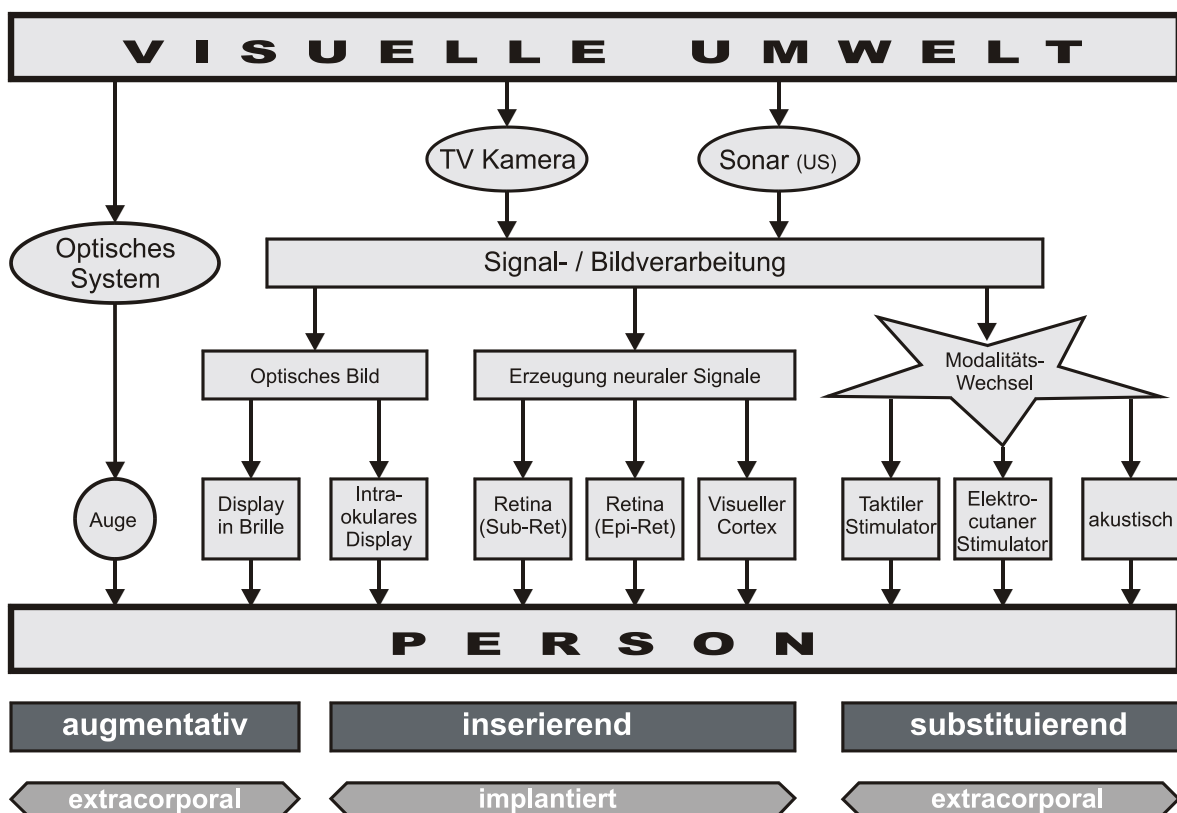 VISUELLE UMWELT
TV Kamera
Sonar (US)
Optisches
System
Signal- / Bildverarbeitung
Optisches Bild
Erzeugung neuraler Signale
Modalitäts-
Wechsel
Auge
Display
in Brille
Intra-
okulares
Display
Retina
(Sub-Ret)
Retina
(Epi-Ret)
Visueller
Cortex
Taktiler
Stimulator
Elektro-
cutaner
Stimulator
akustisch
PERSON
augmentativ
inserierend
substituierend
extracorporal
implantiert
extracorporal